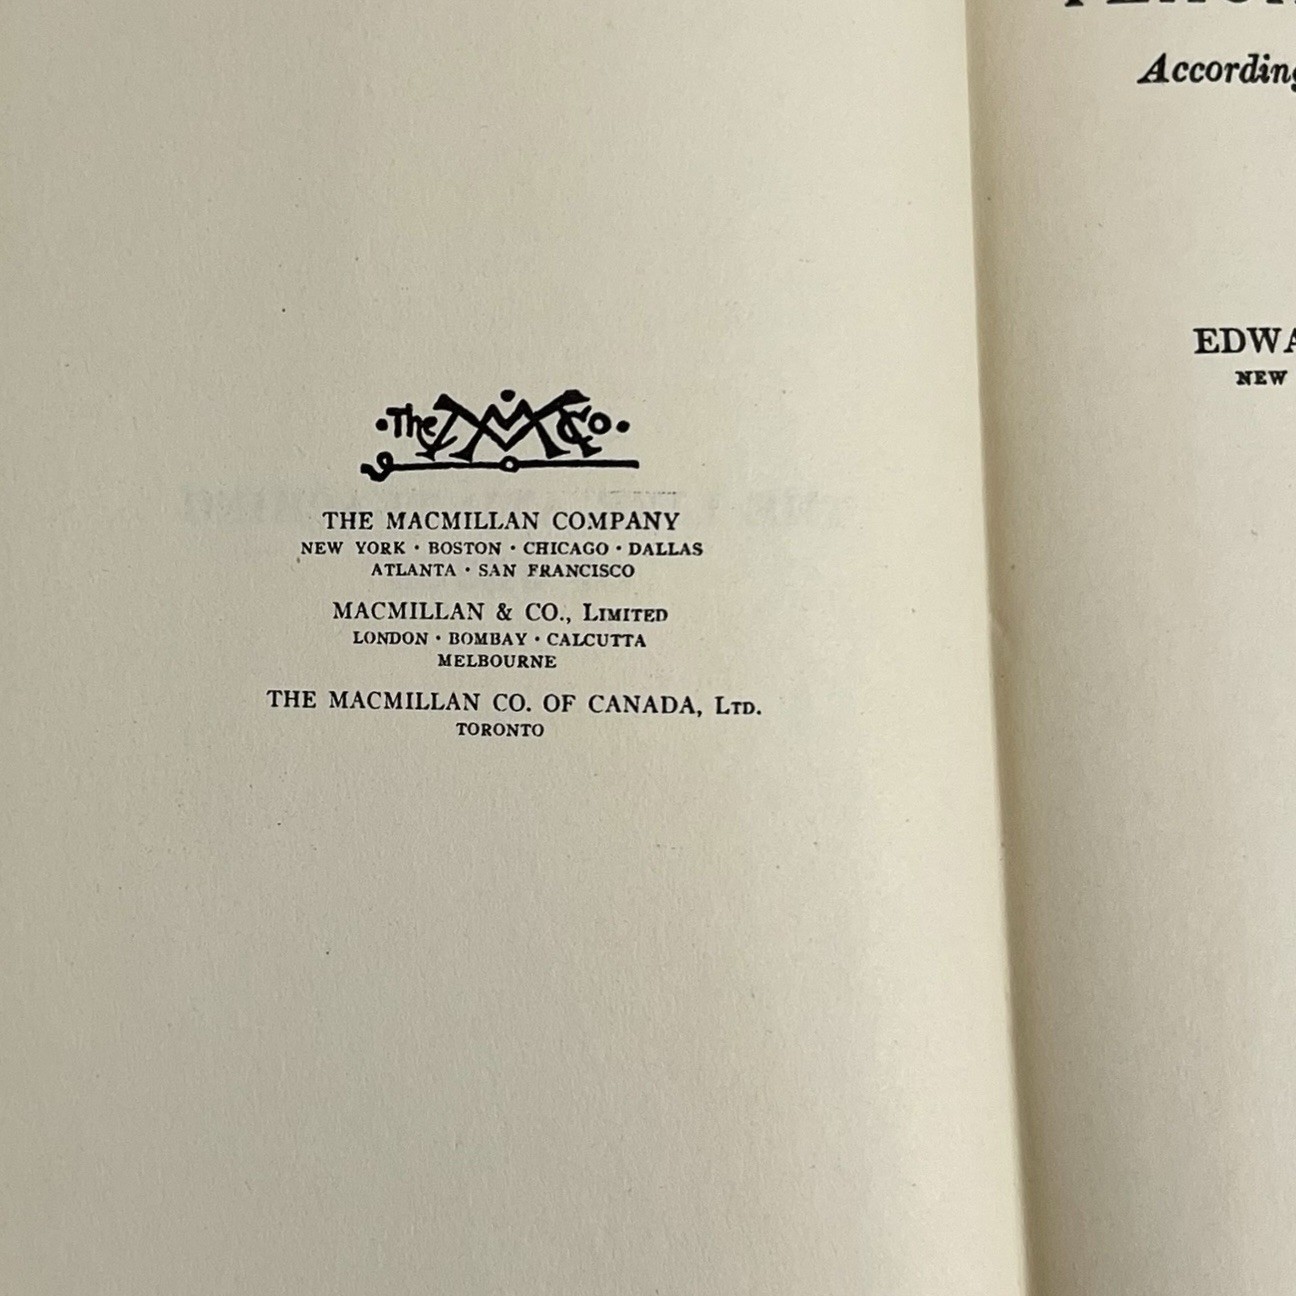 ·The M Co·
THE MACMILLAN COMPANY
NEW YORK · BOSTON · CHICAGO · DALLAS
ATLANTA · SAN FRANCISCO
MACMILLAN & CO., LIMITED
LONDON · BOMBAY · CALCUTTA
MELBOURNE
THE MACMILLAN CO. OF CANADA, LTD.
TORONTO
According
EDWA
NEW